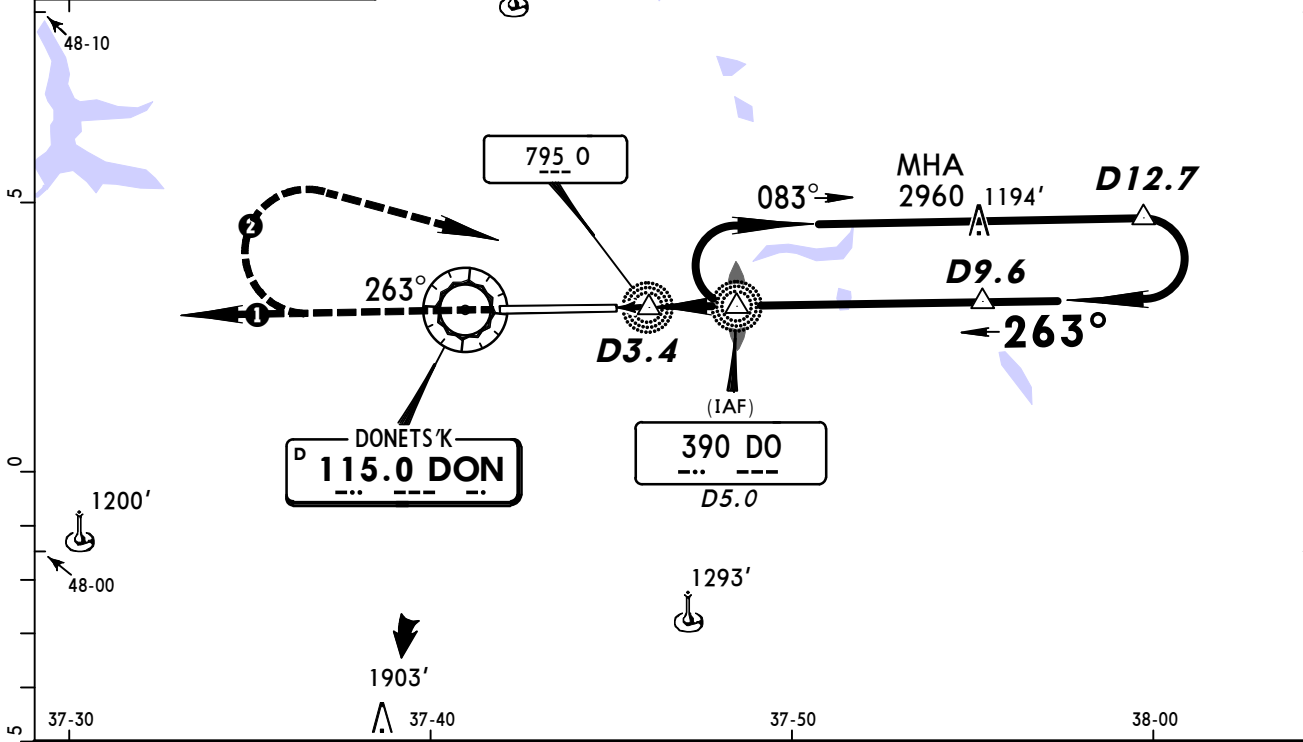 48-10
795 O
5
MHA
2960
1194′
D12.7
083°
263°
D9.6
263°
D3.4
(IAF)
390 DO
D5.0
DONETS′K
D 115.0 DON
0
1200′
48-00
1293′
1903′
5
37-30
37-40
37-50
38-00
2
1